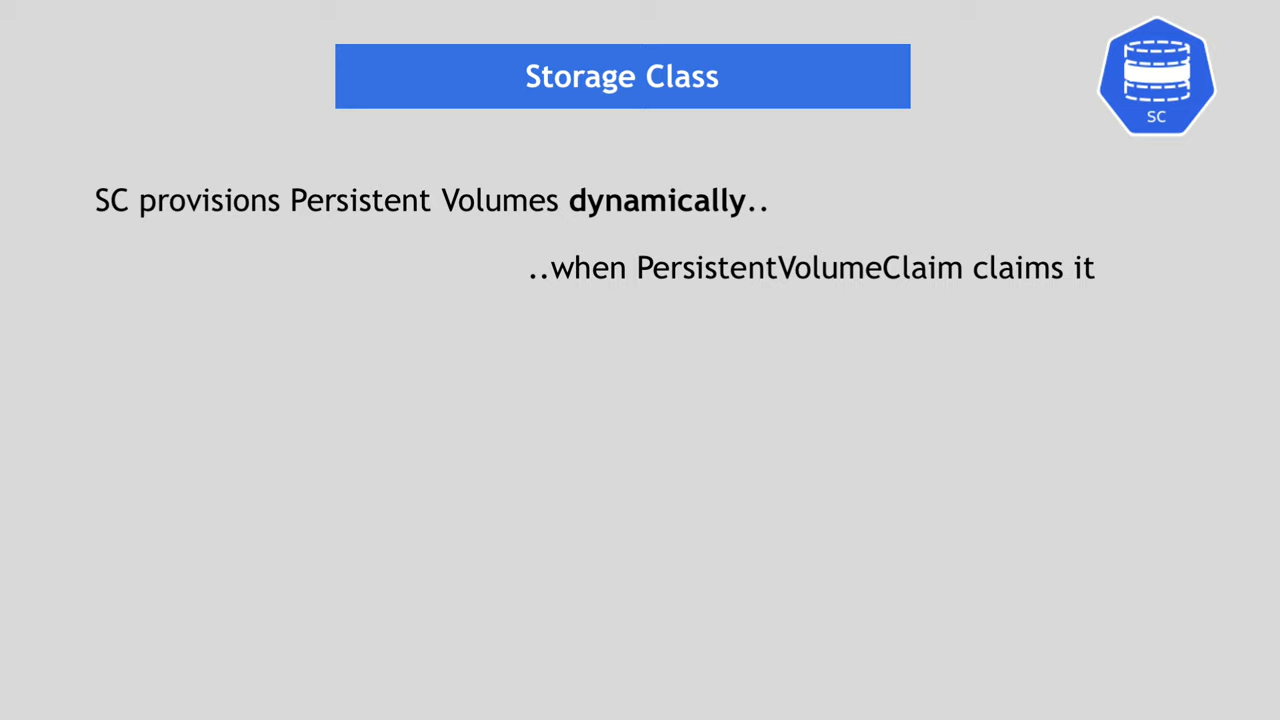 Storage Class
SC
SC provisions Persistent Volumes dynamically..
..when PersistentVolumeClaim claims it